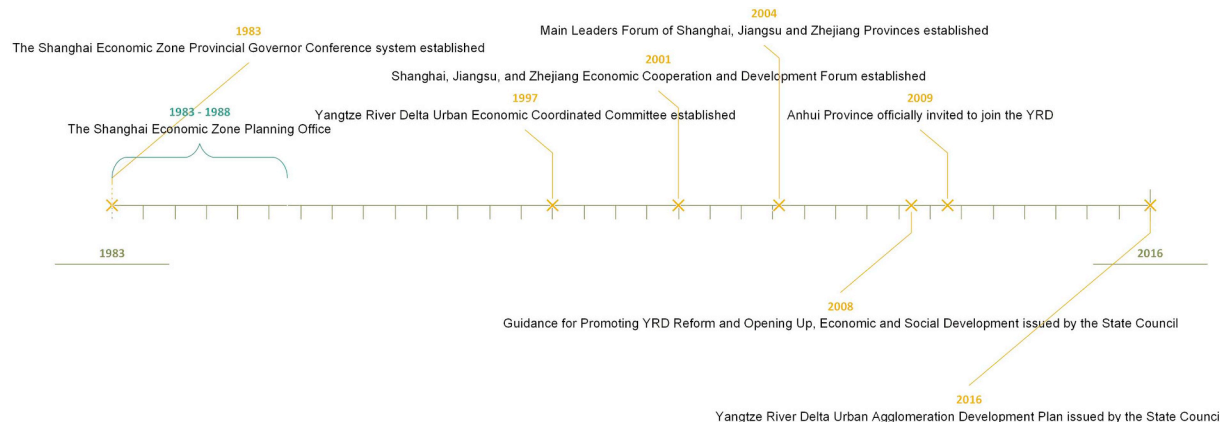 2004
Main Leaders Forum of Shanghai, Jiangsu and Zhejiang Provinces established
1983
The Shanghai Economic Zone Provincial Governor Conference system established
2001
Shanghai, Jiangsu, and Zhejiang Economic Cooperation and Development Forum established
1997
Yangtze River Delta Urban Economic Coordinated Committee established
2009
Anhui Province officially invited to join the YRD
1983 - 1988
The Shanghai Economic Zone Planning Office
1983
2016
2008
Guidance for Promoting YRD Reform and Opening Up, Economic and Social Development issued by the State Council
2016
Yangtze River Delta Urban Agglomeration Development Plan issued by the State Counci